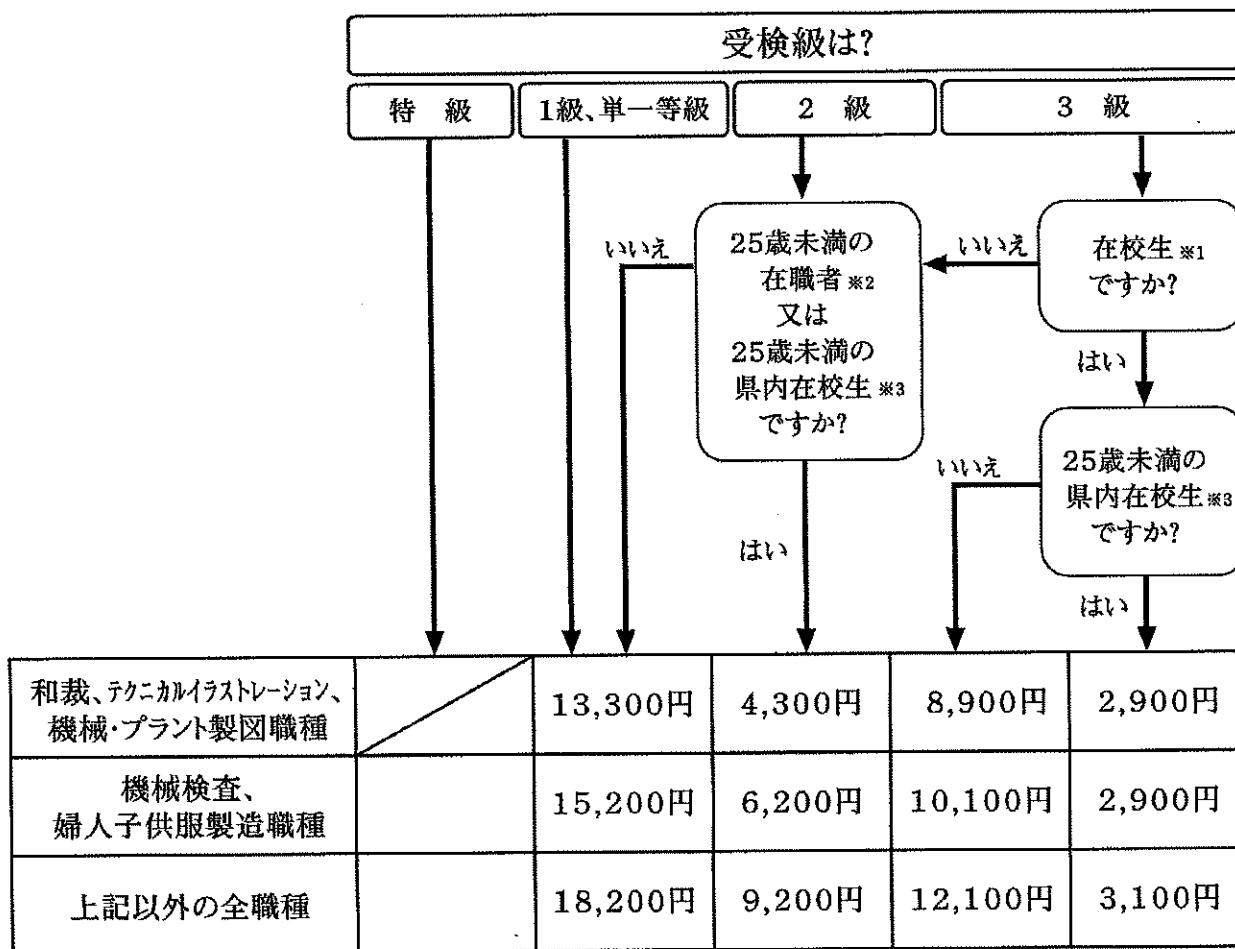 受検級は?
特 級
1級、単一等級
2 級
3 級
25歳未満の
在職者※2
又は
25歳未満の
県内在校生※3
ですか?
在校生※1
ですか?
いいえ
いいえ
はい
25歳未満の
県内在校生※3
ですか?
いいえ
はい
はい
和裁、テクニカルイラストレーション、
機械・プラント製図職種
13,300円 4,300円 8,900円 2,900円
機械検査、
婦人子供服製造職種
15,200円 6,200円 10,100円 2,900円
上記以外の全職種
18,200円 9,200円 12,100円 3,100円